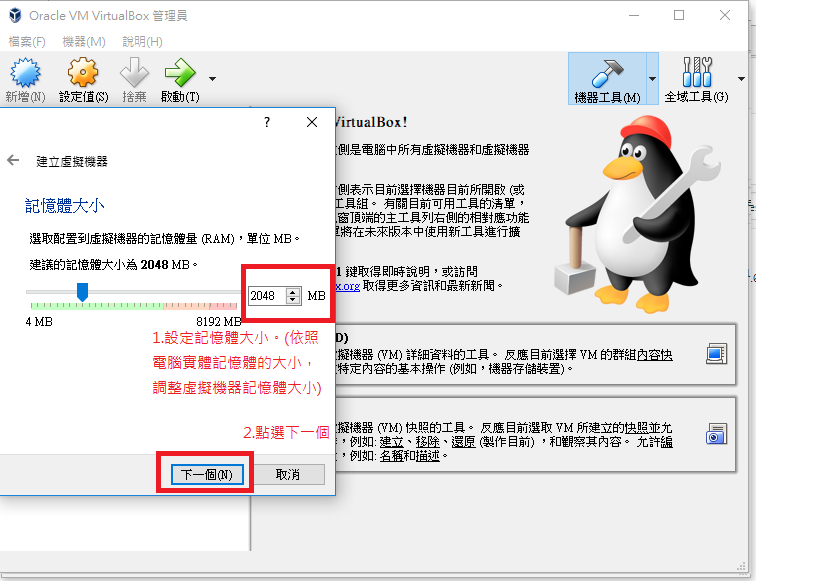 Oracle VM VirtualBox 管理員
檔案(F) 機器(M) 說明(H)
新增(N) 設定值(S) 捨棄 啟動(T) 機器工具(M) 全域工具(G)
?
建立虛擬機器
記憶體大小
選取配置到虛擬機器的記憶體量 (RAM)，單位 MB。
建議的記憶體大小為 2048 MB。
2048 MB
4 MB 8192 MB
1.設定記憶體大小。(依照
電腦實體記憶體的大小，
調整虛擬機器記憶體大小)
2.點選下一個
下一個(N) 取消
VirtualBox!
側是電腦中所有虛擬機器和虛擬機器
側表示目前選擇機器目前所開啟 (或
工具組。 有關目前可用工具的清單，
窗頂端的主工具列右側的相對應功能
單將在未來版本中使用新工具進行擴
1 鍵取得即時說明，或訪問
x.org 取得更多資訊和最新新聞。
D)
擬機器 (VM) 詳細資料的工具。 反應目前選擇 VM 的群組內容快
特定內容的基本操作 (例如，機器存儲裝置)。
擬機器 (VM) 快照的工具。 反應目前選取 VM 所建立的快照並允
，例如: 建立、移除、還原 (製作目前) ，和觀察其內容。 允許編
，例如: 名稱和描述。